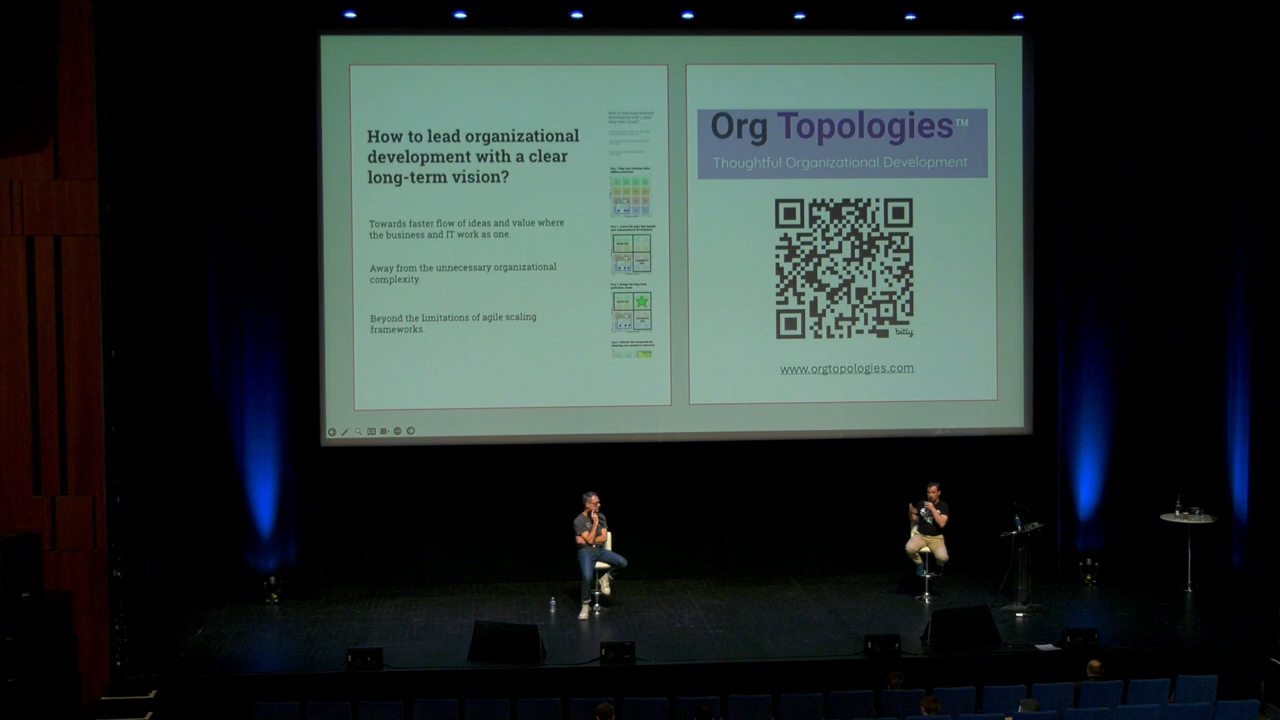 How to lead organizational
development with a clear
long-term vision?
Towards faster flow of ideas and value where
the business and IT work as one.
Away from the unnecessary organizational
complexity.
Beyond the limitations of agile scaling
frameworks.
Org Topologies™
Thoughtful Organizational Development
bitly
www.orgtopologies.com